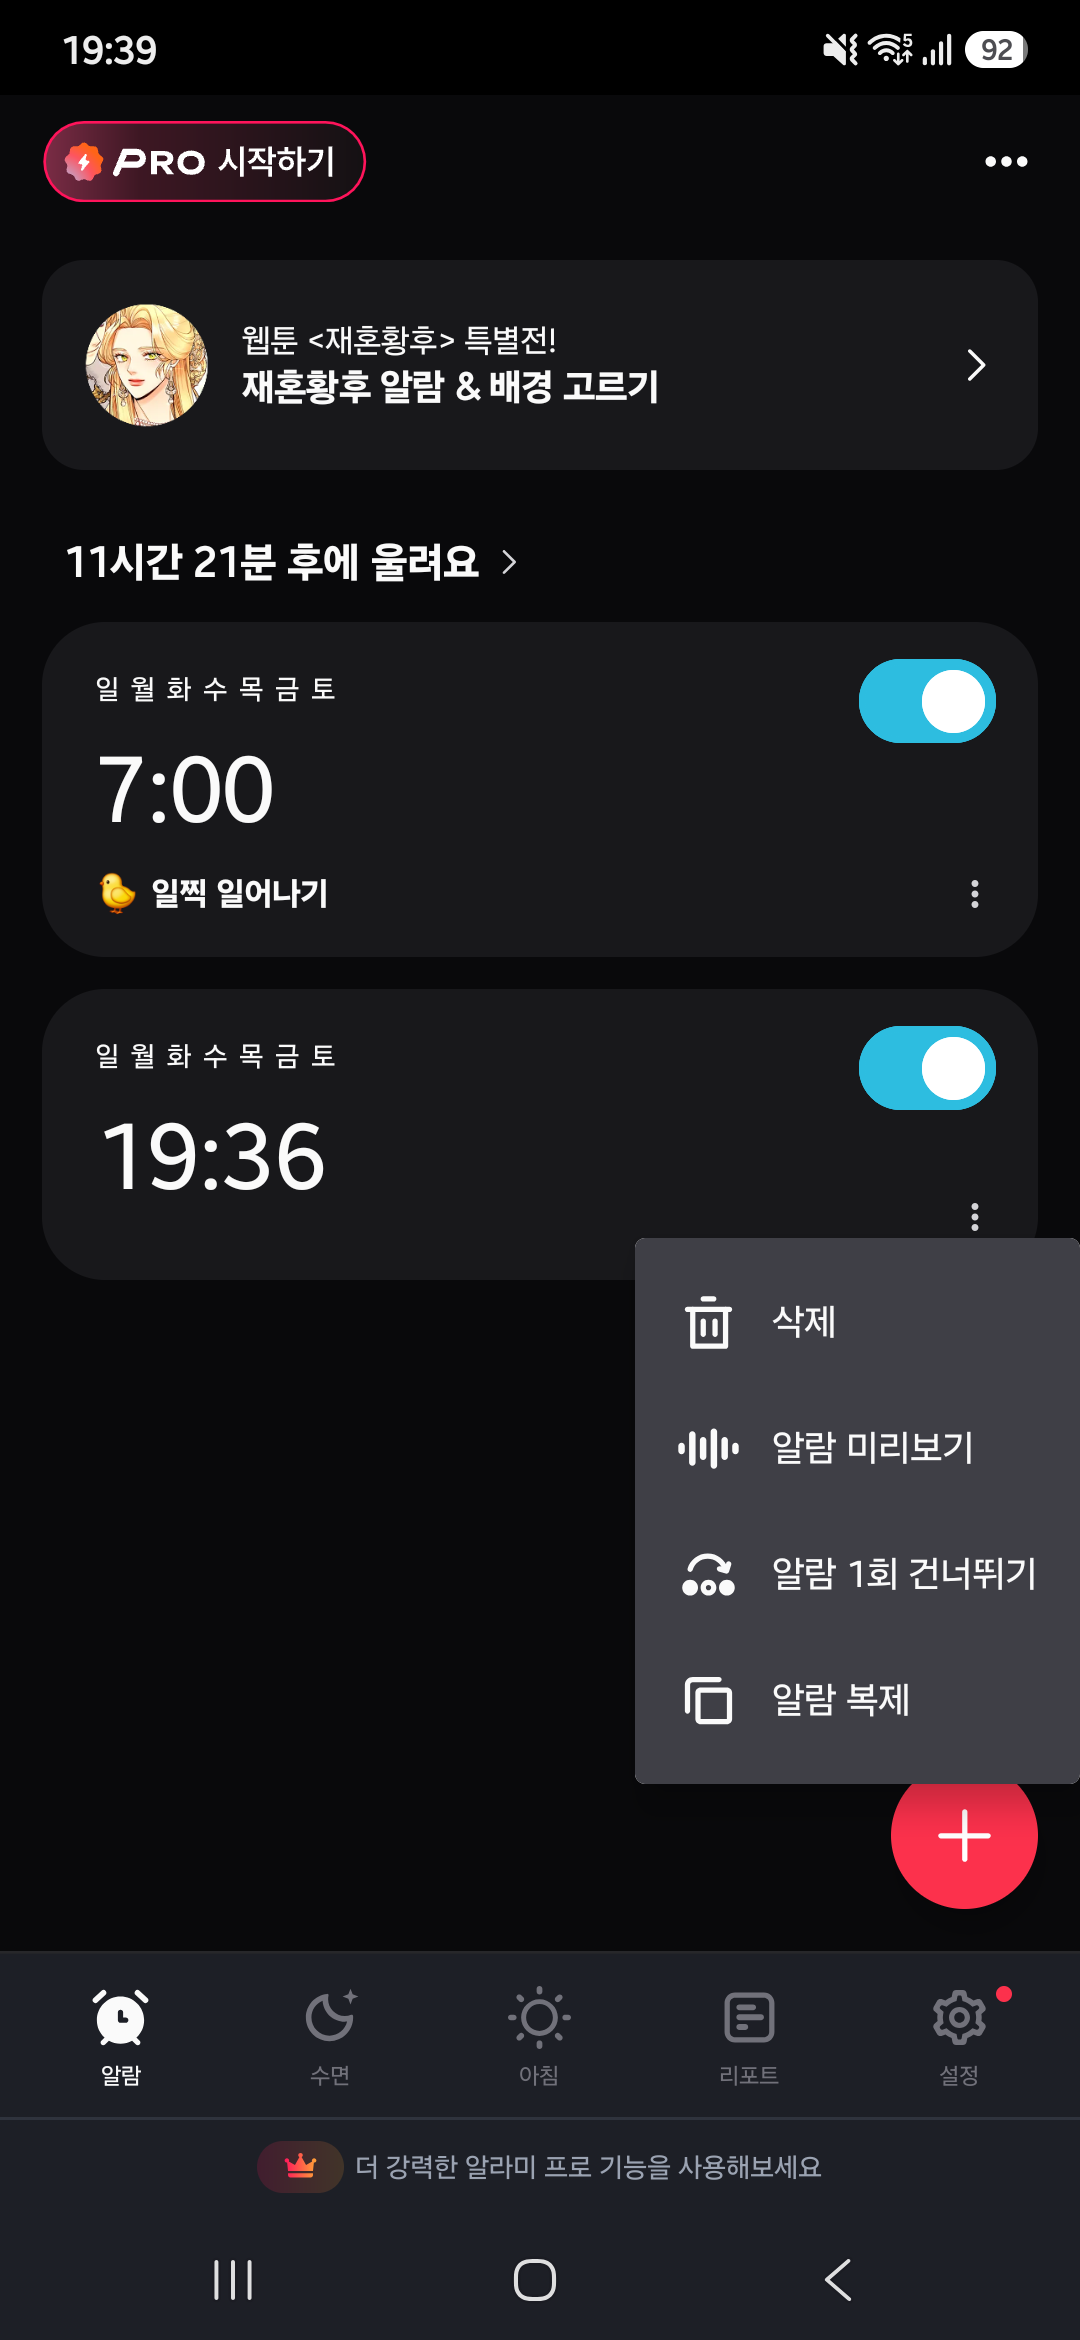 19:39
5
92
PRO 시작하기
웹툰 <재혼황후> 특별전!
재혼황후 알람 & 배경 고르기
11시간 21분 후에 울려요
일 월 화 수 목 금 토
7:00
일찍 일어나기
일 월 화 수 목 금 토
19:36
삭제
알람 미리보기
알람 1회 건너뛰기
알람 복제
알람 수면 아침 리포트 설정
더 강력한 알라미 프로 기능을 사용해보세요